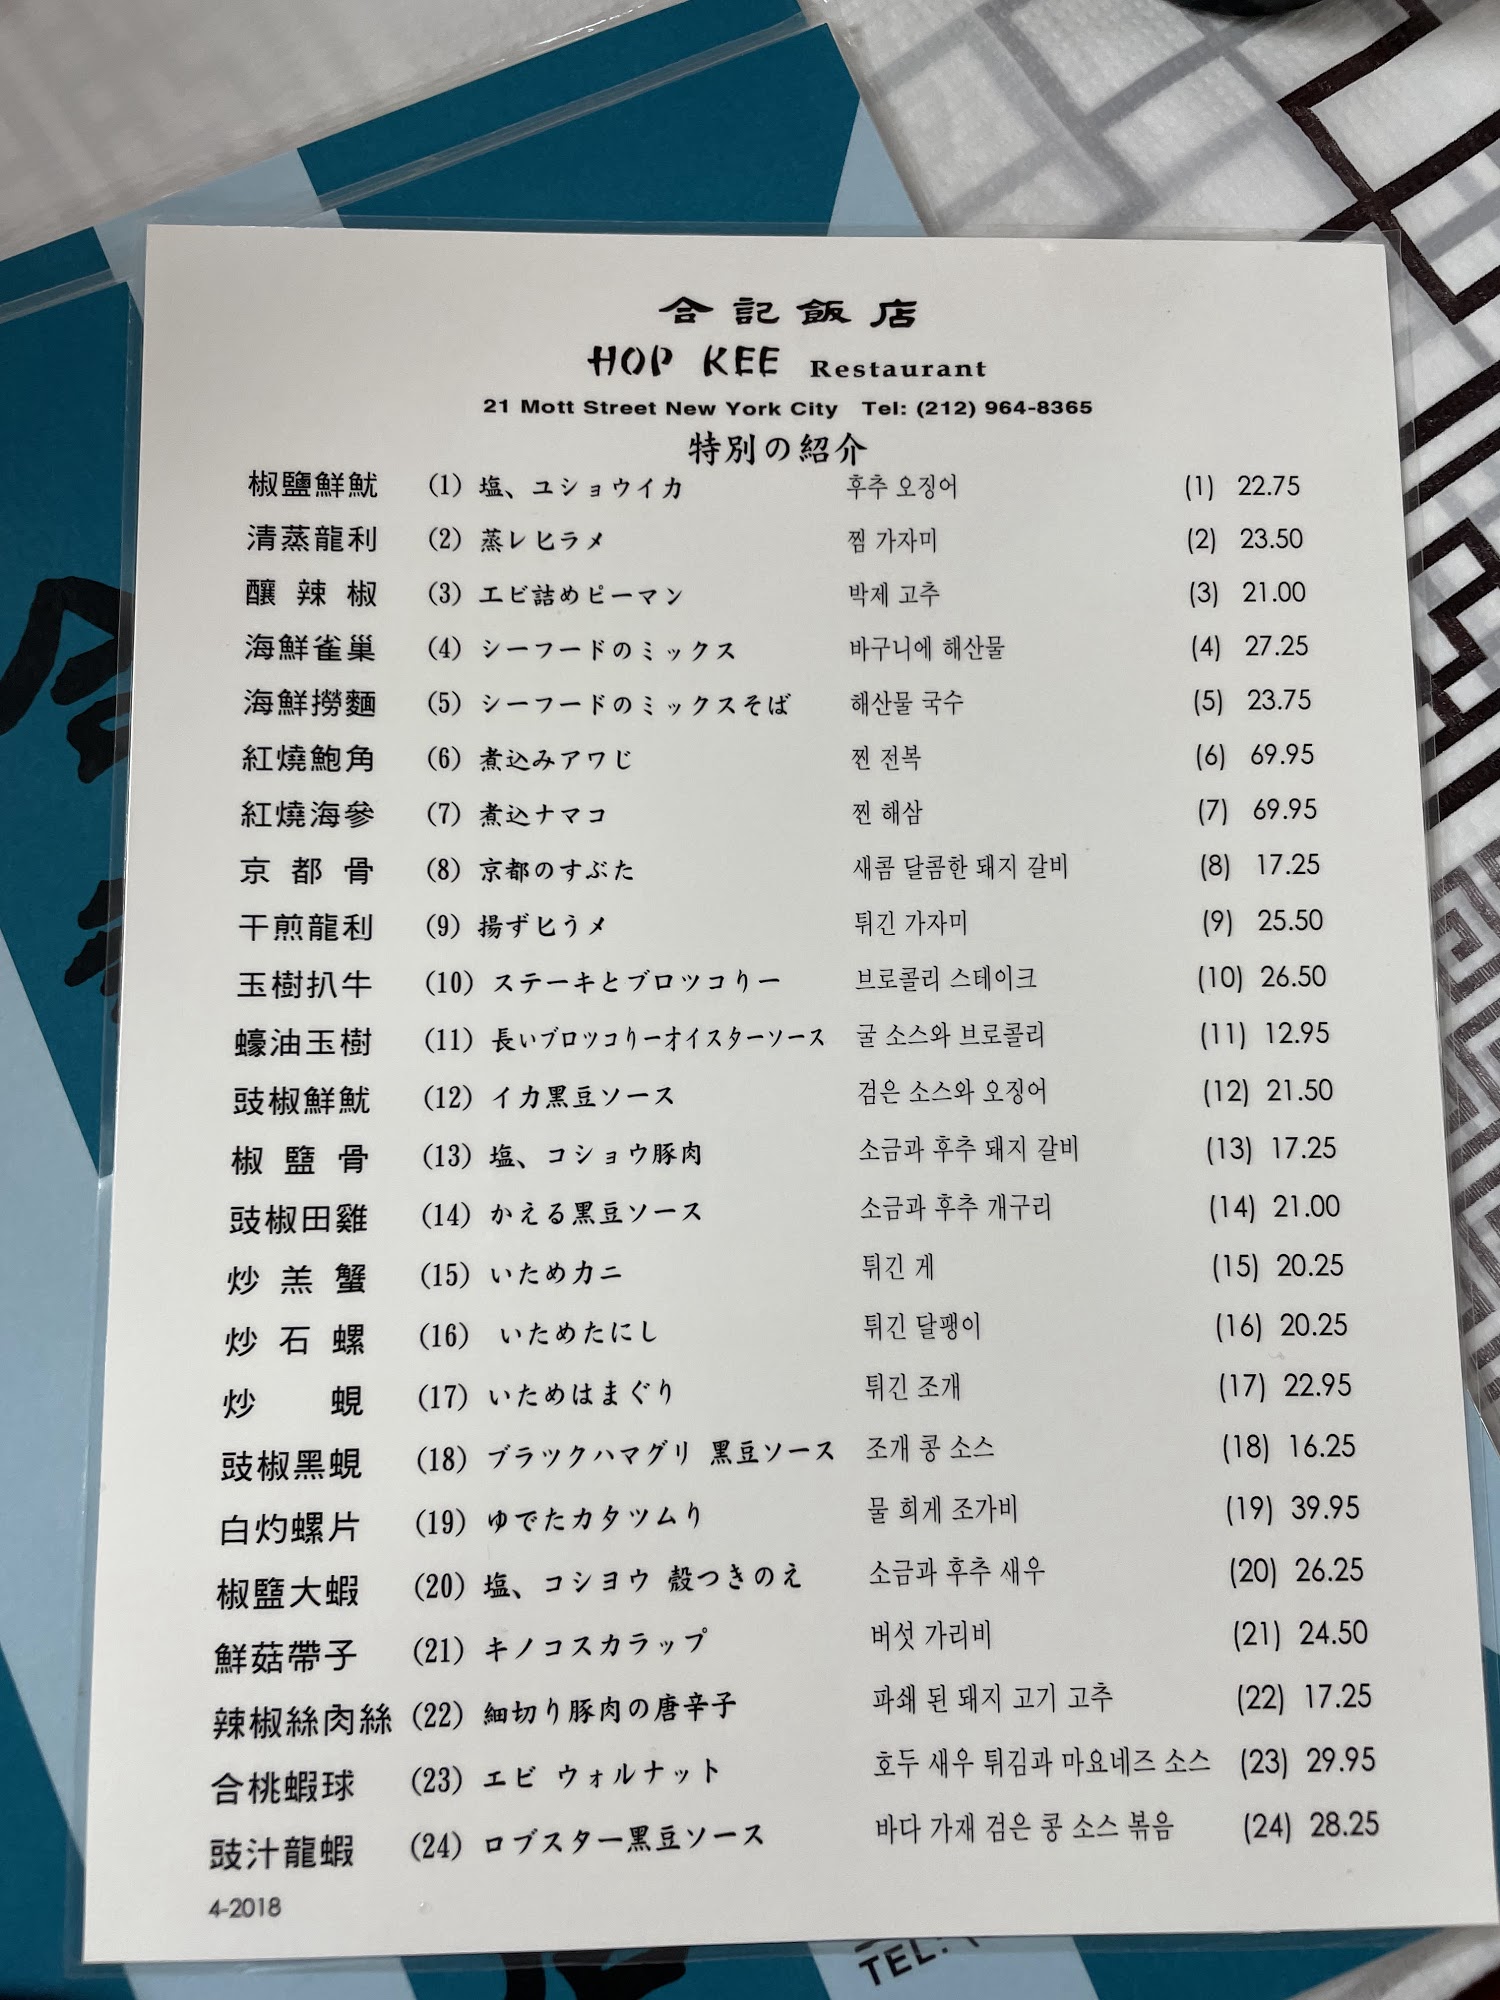 合記飯店
HOP KEE Restaurant
21 Mott Street New York City Tel: (212) 964-8365
特別の紹介
椒鹽鮮魷 (1) 塩、ユショウイカ 후추 오징어 (1) 22.75
清蒸龍利 (2) 蒸レヒラメ 찜 가자미 (2) 23.50
釀辣椒 (3) エビ詰めピーマン 박제 고추 (3) 21.00
海鮮雀巢 (4) シーフードのミックス 바구니에 해산물 (4) 27.25
海鮮撈麵 (5) シーフードのミックスそば 해산물 국수 (5) 23.75
紅燒鮑角 (6) 煮込みアワじ 찐 전복 (6) 69.95
紅燒海參 (7) 煮込ナマコ 찐 해삼 (7) 69.95
京都骨 (8) 京都のすぶた 새콤 달콤한 돼지 갈비 (8) 17.25
干煎龍利 (9) 揚ずヒうメ 튀긴 가자미 (9) 25.50
玉樹扒牛 (10) ステーキとブロツコりー 브로콜리 스테이크 (10) 26.50
蠔油玉樹 (11) 長いブロツコりーオイスターソース 굴 소스와 브로콜리 (11) 12.95
豉椒鮮魷 (12) イカ黒豆ソース 검은 소스와 오징어 (12) 21.50
椒鹽骨 (13) 塩、コショウ豚肉 소금과 후추 돼지 갈비 (13) 17.25
豉椒田雞 (14) かえる黒豆ソース 소금과 후추 개구리 (14) 21.00
炒羔蟹 (15) いためカニ 튀긴 게 (15) 20.25
炒石螺 (16) いためたにし 튀긴 달팽이 (16) 20.25
炒蜆 (17) いためはまぐり 튀긴 조개 (17) 22.95
豉椒黑蜆 (18) ブラツクハマグリ 黒豆ソース 조개 콩 소스 (18) 16.25
白灼螺片 (19) ゆでたカタツムり 물 희게 조가비 (19) 39.95
椒鹽大蝦 (20) 塩、コシヨウ 殻つきのえ 소금과 후추 새우 (20) 26.25
鮮菇帶子 (21) キノコスカラップ 버섯 가리비 (21) 24.50
辣椒絲肉絲 (22) 細切り豚肉の唐辛子 파쇄 된 돼지 고기 고추 (22) 17.25
合桃蝦球 (23) エビ ウォルナット 호두 새우 튀김과 마요네즈 소스 (23) 29.95
豉汁龍蝦 (24) ロブスター黒豆ソース 바다 가재 검은 콩 소스 볶음 (24) 28.25
4-2018
TEL: